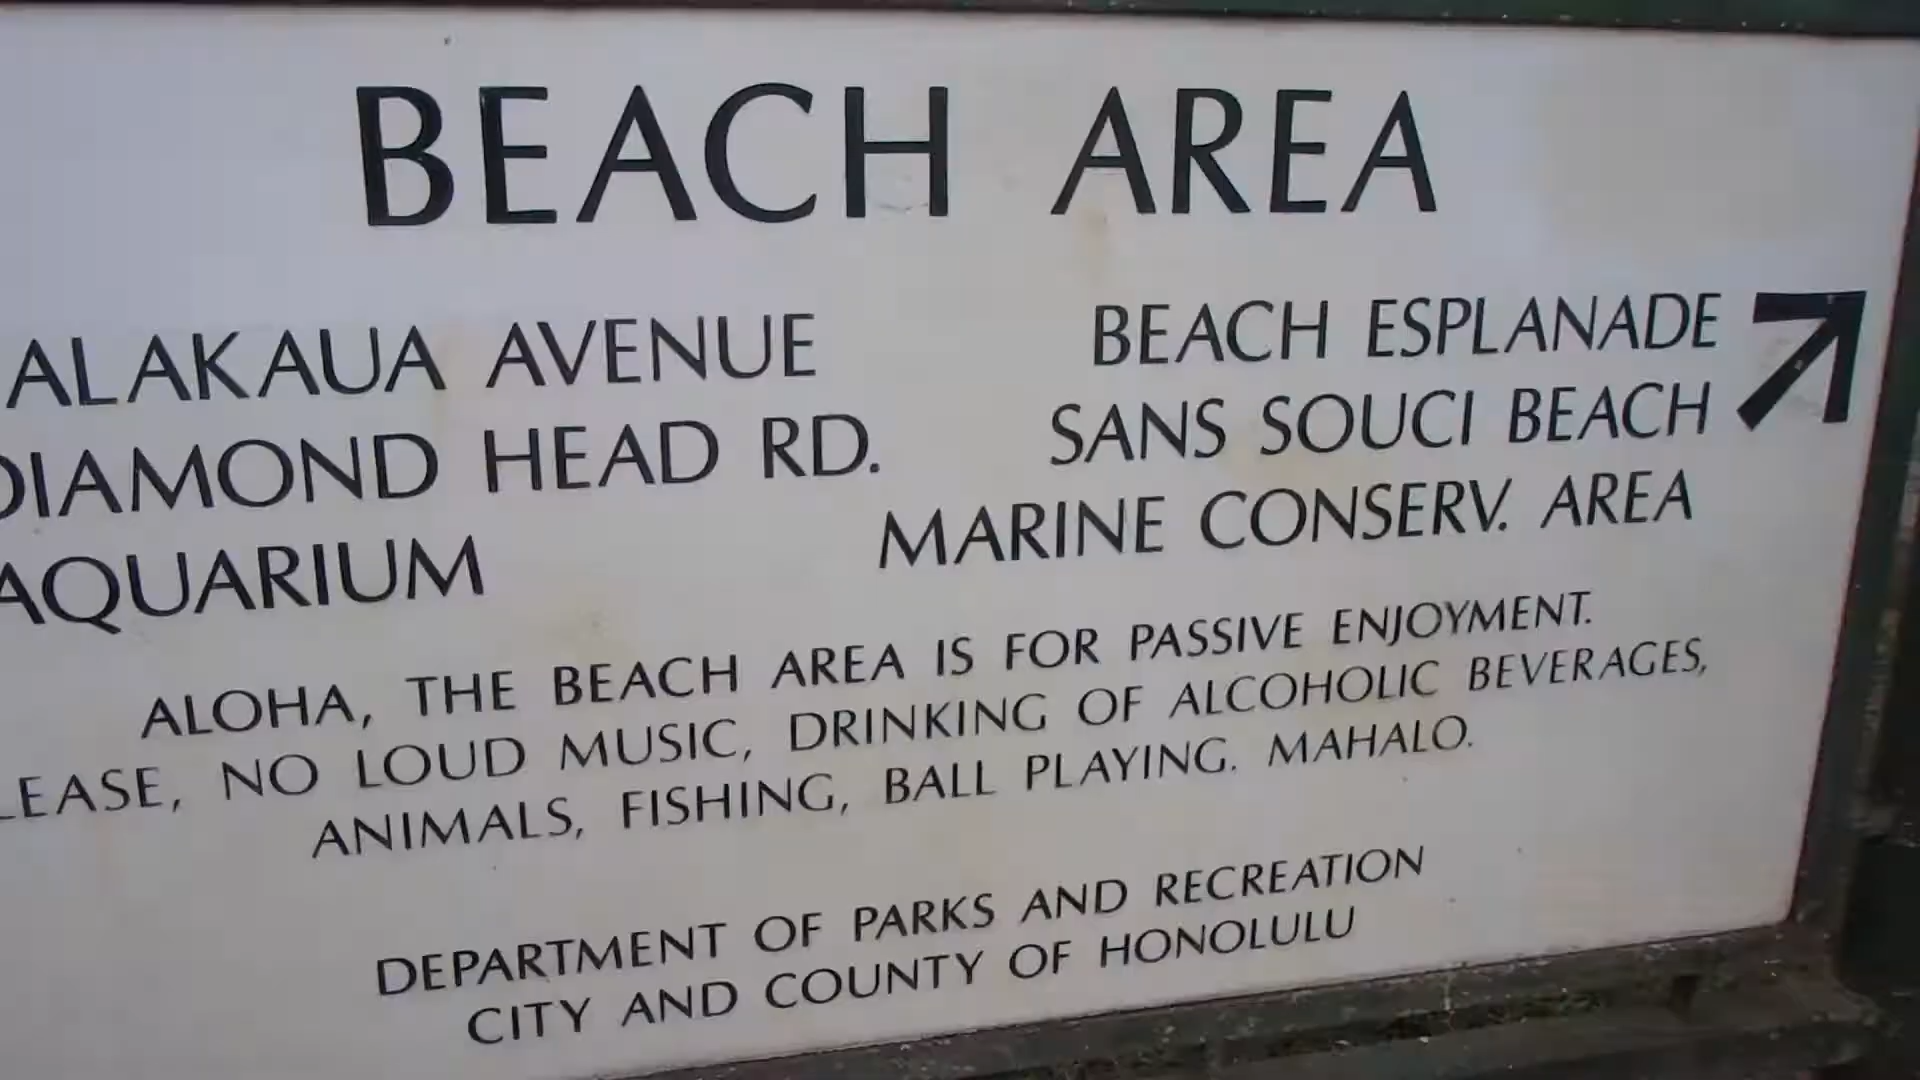 BEACH AREA
ALAKAUA AVENUE
DIAMOND HEAD RD.
AQUARIUM
BEACH ESPLANADE
SANS SOUCI BEACH
MARINE CONSERV. AREA
ALOHA, THE BEACH AREA IS FOR PASSIVE ENJOYMENT.
LEASE, NO LOUD MUSIC, DRINKING OF ALCOHOLIC BEVERAGES,
ANIMALS, FISHING, BALL PLAYING. MAHALO.
DEPARTMENT OF PARKS AND RECREATION
CITY AND COUNTY OF HONOLULU